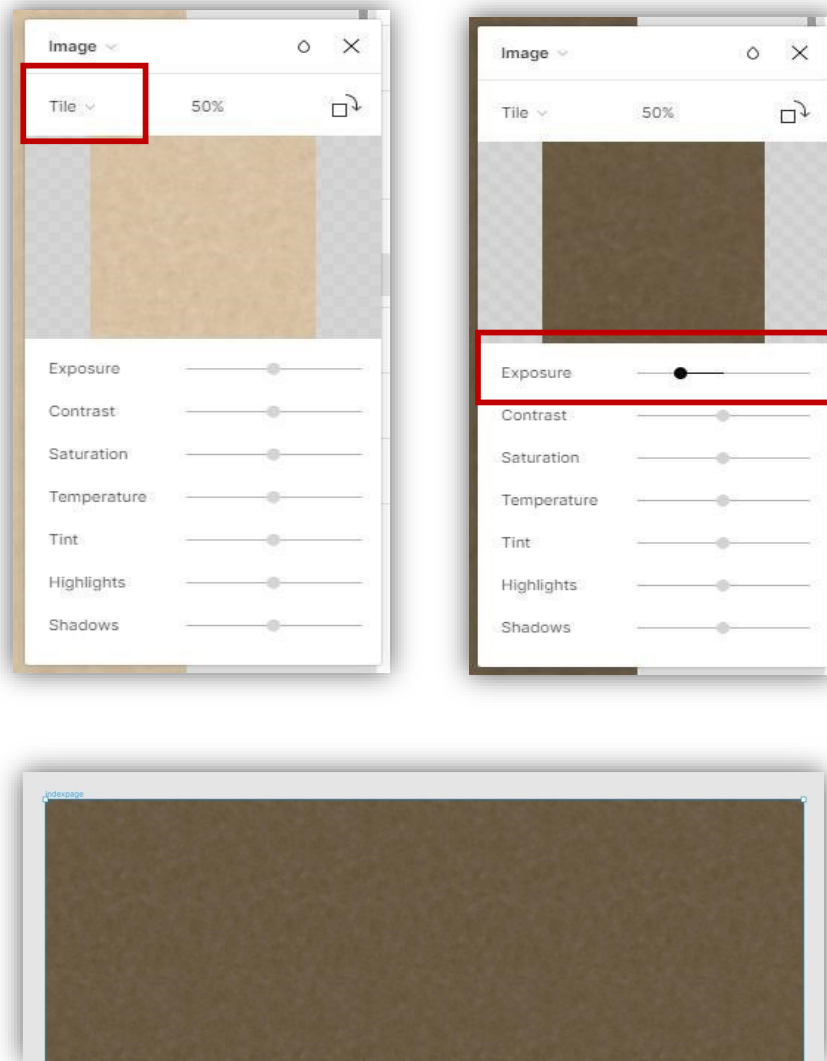 Image
Tile 50%
Exposure
Contrast
Saturation
Temperature
Tint
Highlights
Shadows
Image
Tile 50%
Exposure
Contrast
Saturation
Temperature
Tint
Highlights
Shadows
Indexpage